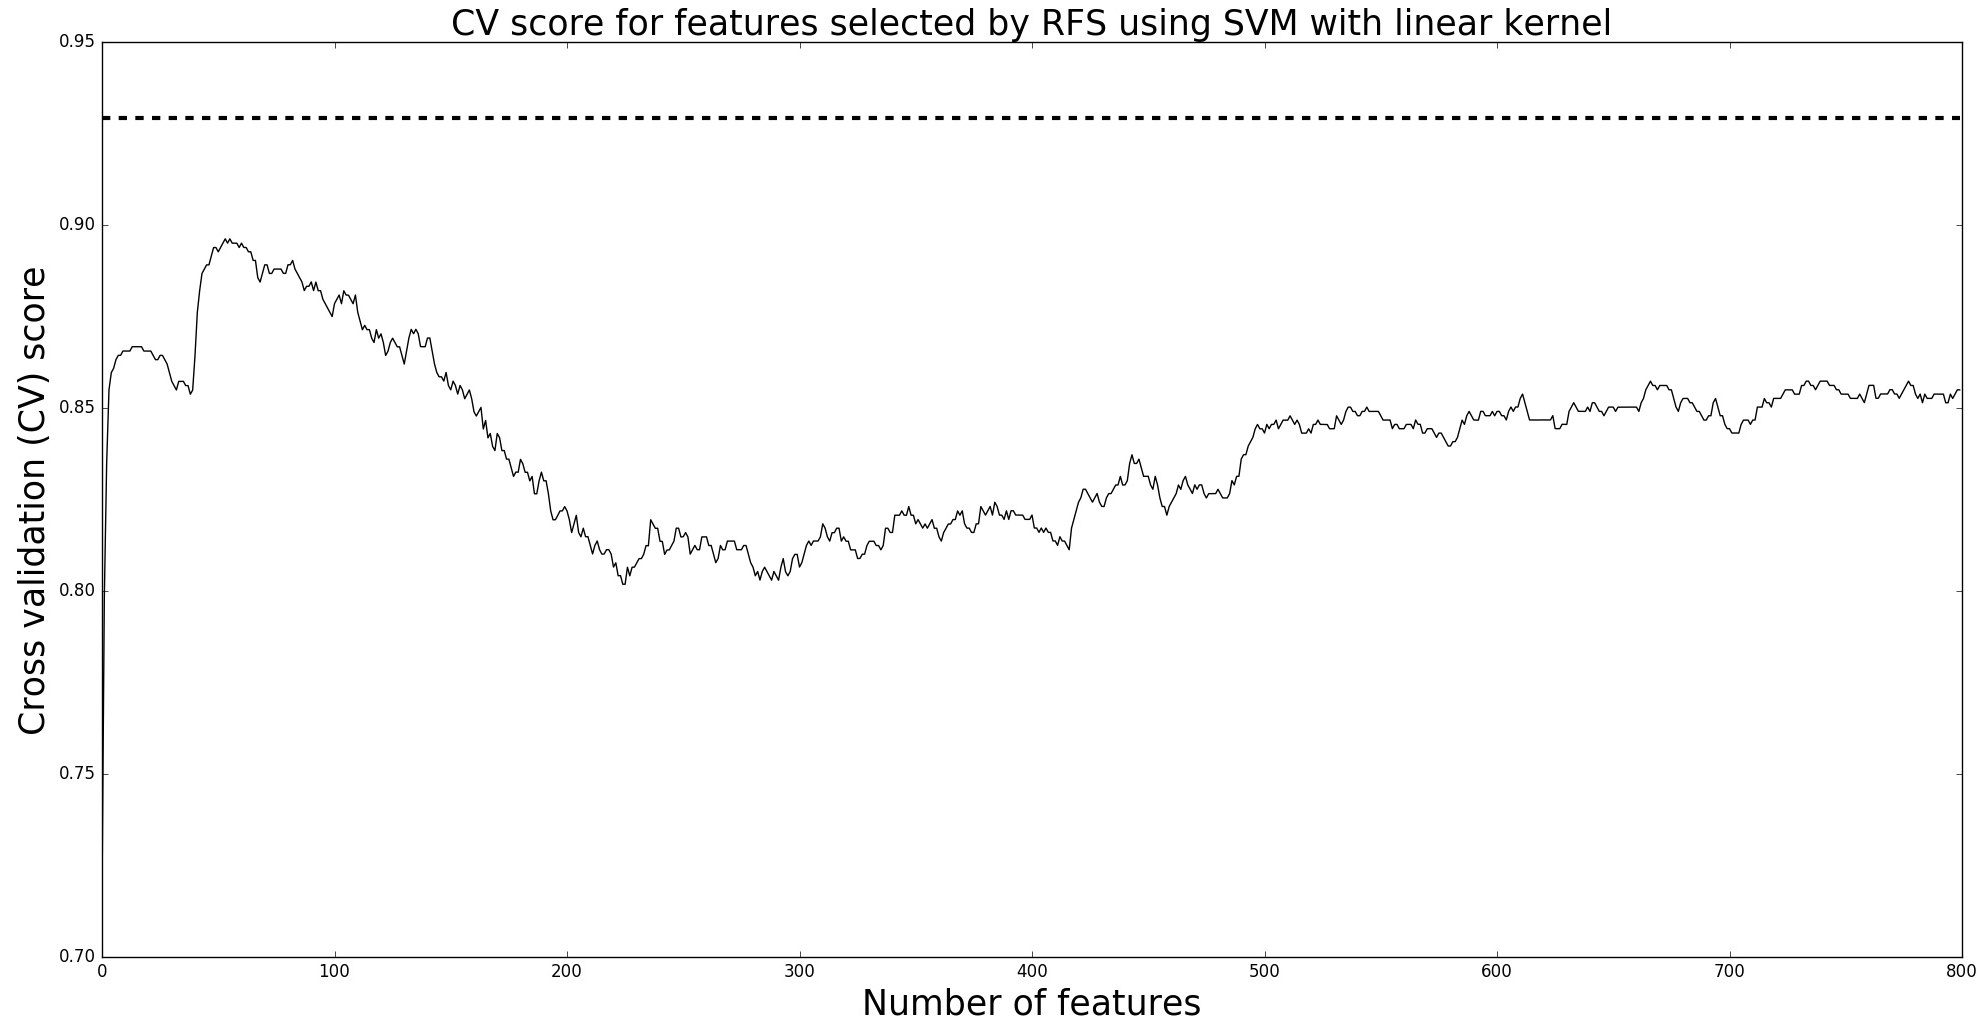 CV score for features selected by RFS using SVM with linear kernel
0.95
0.90
0.85
0.80
0.75
0.70
Cross validation (CV) score
0 100 200 300 400 500 600 700 800
Number of features